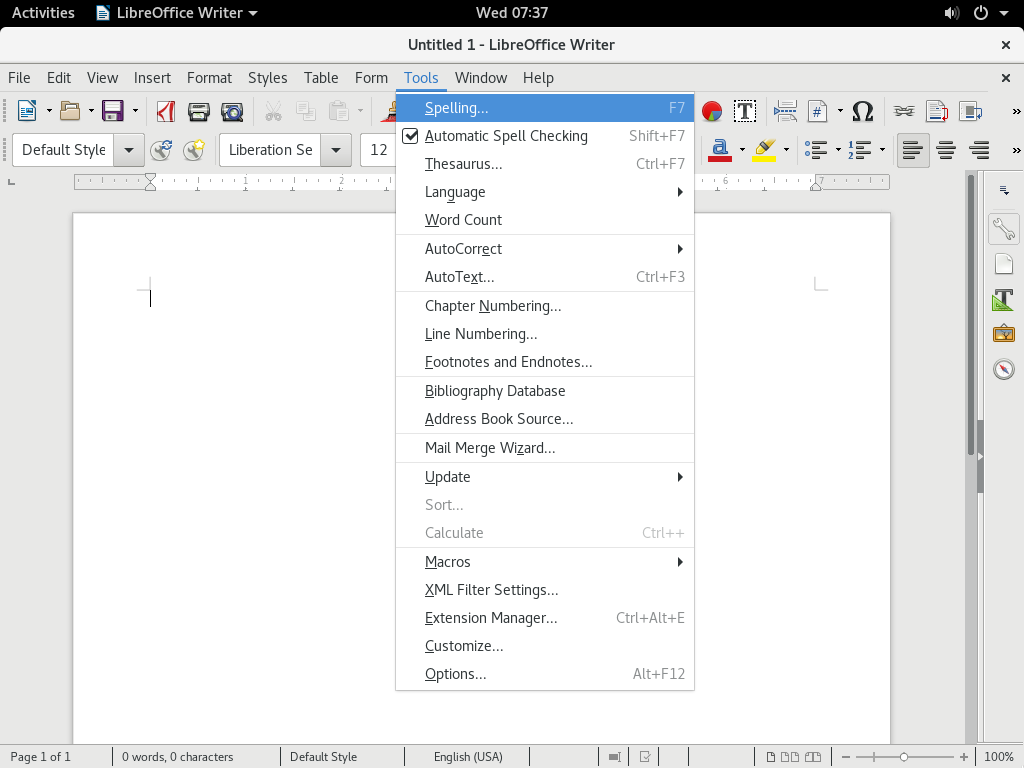 Activities LibreOffice Writer Wed 07:37
Untitled 1 - LibreOffice Writer
File Edit View Insert Format Styles Table Form Tools Window Help
Default Style Liberation Se 12
1 2 6 7
Spelling... F7
Automatic Spell Checking Shift+F7
Thesaurus... Ctrl+F7
Language
Word Count
AutoCorrect
AutoText... Ctrl+F3
Chapter Numbering...
Line Numbering...
Footnotes and Endnotes...
Bibliography Database
Address Book Source...
Mail Merge Wizard...
Update
Sort...
Calculate Ctrl++
Macros
XML Filter Settings...
Extension Manager... Ctrl+Alt+E
Customize...
Options... Alt+F12
Page 1 of 1 0 words, 0 characters Default Style English (USA) 100%